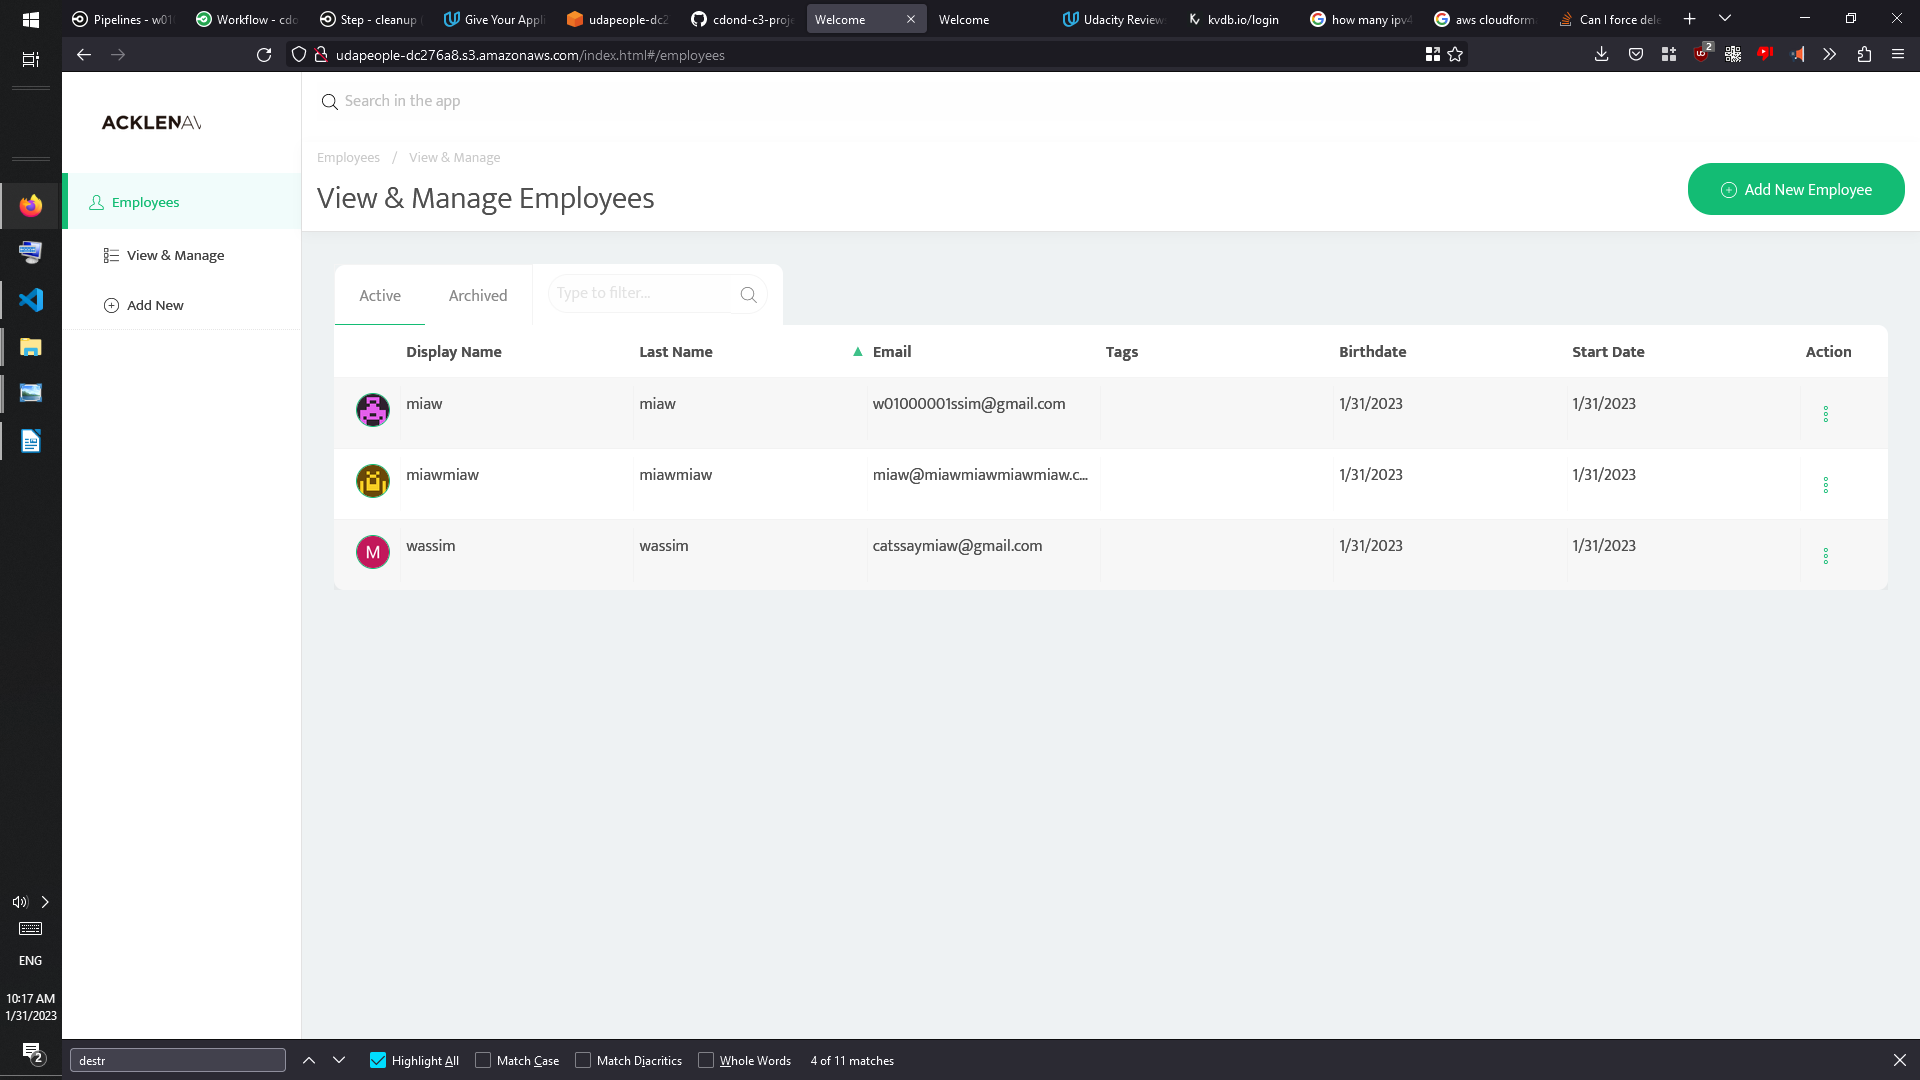 Pipelines - w01
Workflow - cdo
Step - cleanup
Give Your Appli
udapeople-dc2
cdond-c3-proje
Welcome
Welcome
Udacity Review
kvdb.io/login
how many ipv4
aws cloudforma
Can I force dele
udapeople-dc276a8.s3.amazonaws.com/index.html#/employees
2
ACKLENAV
Search in the app
Employees / View & Manage
View & Manage Employees
Add New Employee
Employees
View & Manage
Add New
Active
Archived
Type to filter...
Display Name Last Name ▲ Email Tags Birthdate Start Date Action
miaw miaw w01000001ssim@gmail.com 1/31/2023 1/31/2023
miawmiaw miawmiaw miaw@miawmiawmiawmiaw.c... 1/31/2023 1/31/2023
M wassim wassim catssaymiaw@gmail.com 1/31/2023 1/31/2023
ENG
10:17 AM
1/31/2023
2
destr
Highlight All
Match Case
Match Diacritics
Whole Words
4 of 11 matches